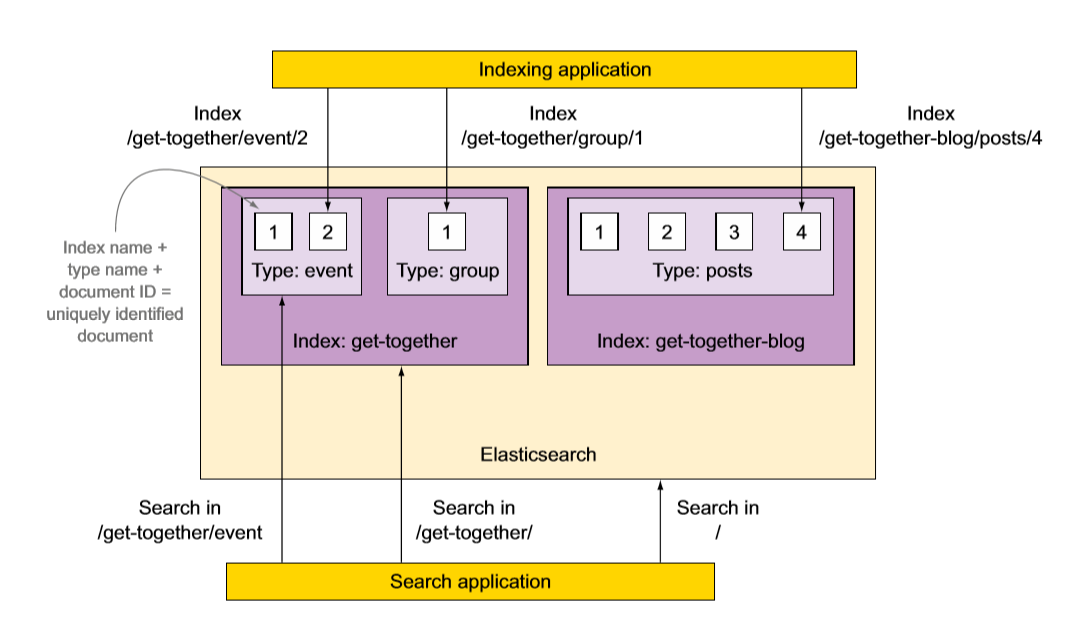 Indexing application
Index
/get-together/event/2
Index
/get-together/group/1
Index
/get-together-blog/posts/4
1
2
Type: event
1
Type: group
1
2
3
4
Type: posts
Index name +
type name +
document ID =
uniquely identified
document
Index: get-together
Index: get-together-blog
Elasticsearch
Search in
/get-together/event
Search in
/get-together/
Search in
/
Search application